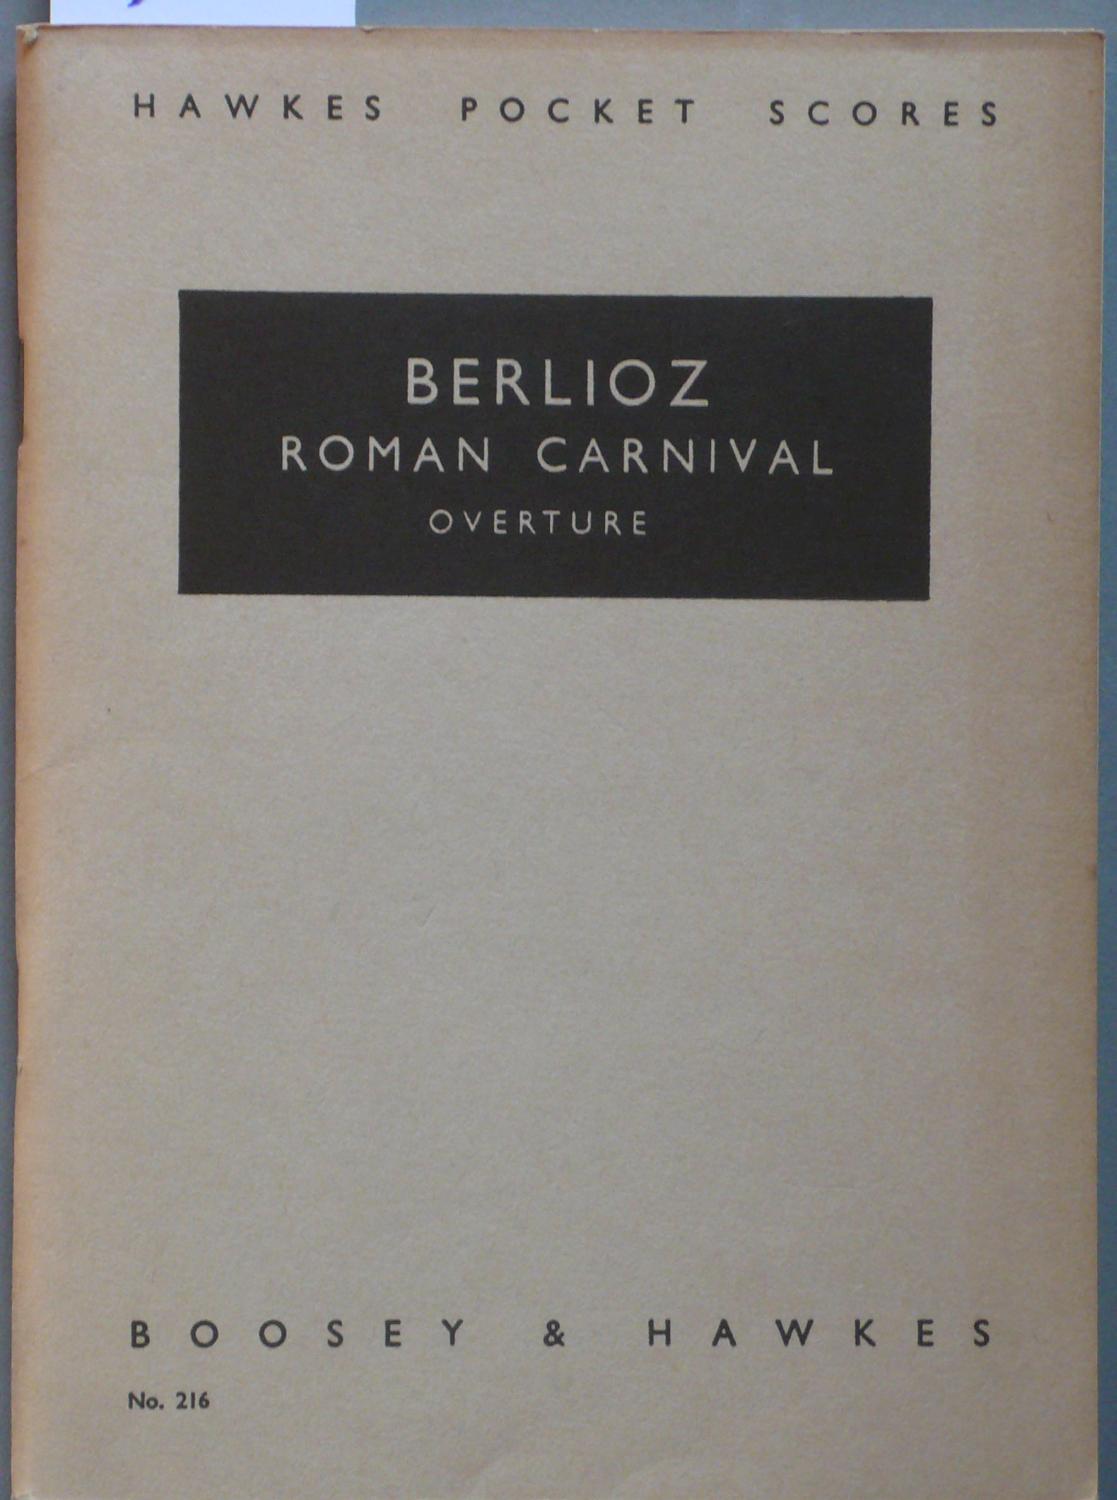 HAWKES POCKET SCORES
BERLIOZ
ROMAN CARNIVAL
OVERTURE
BOOSEY & HAWKES
No. 216